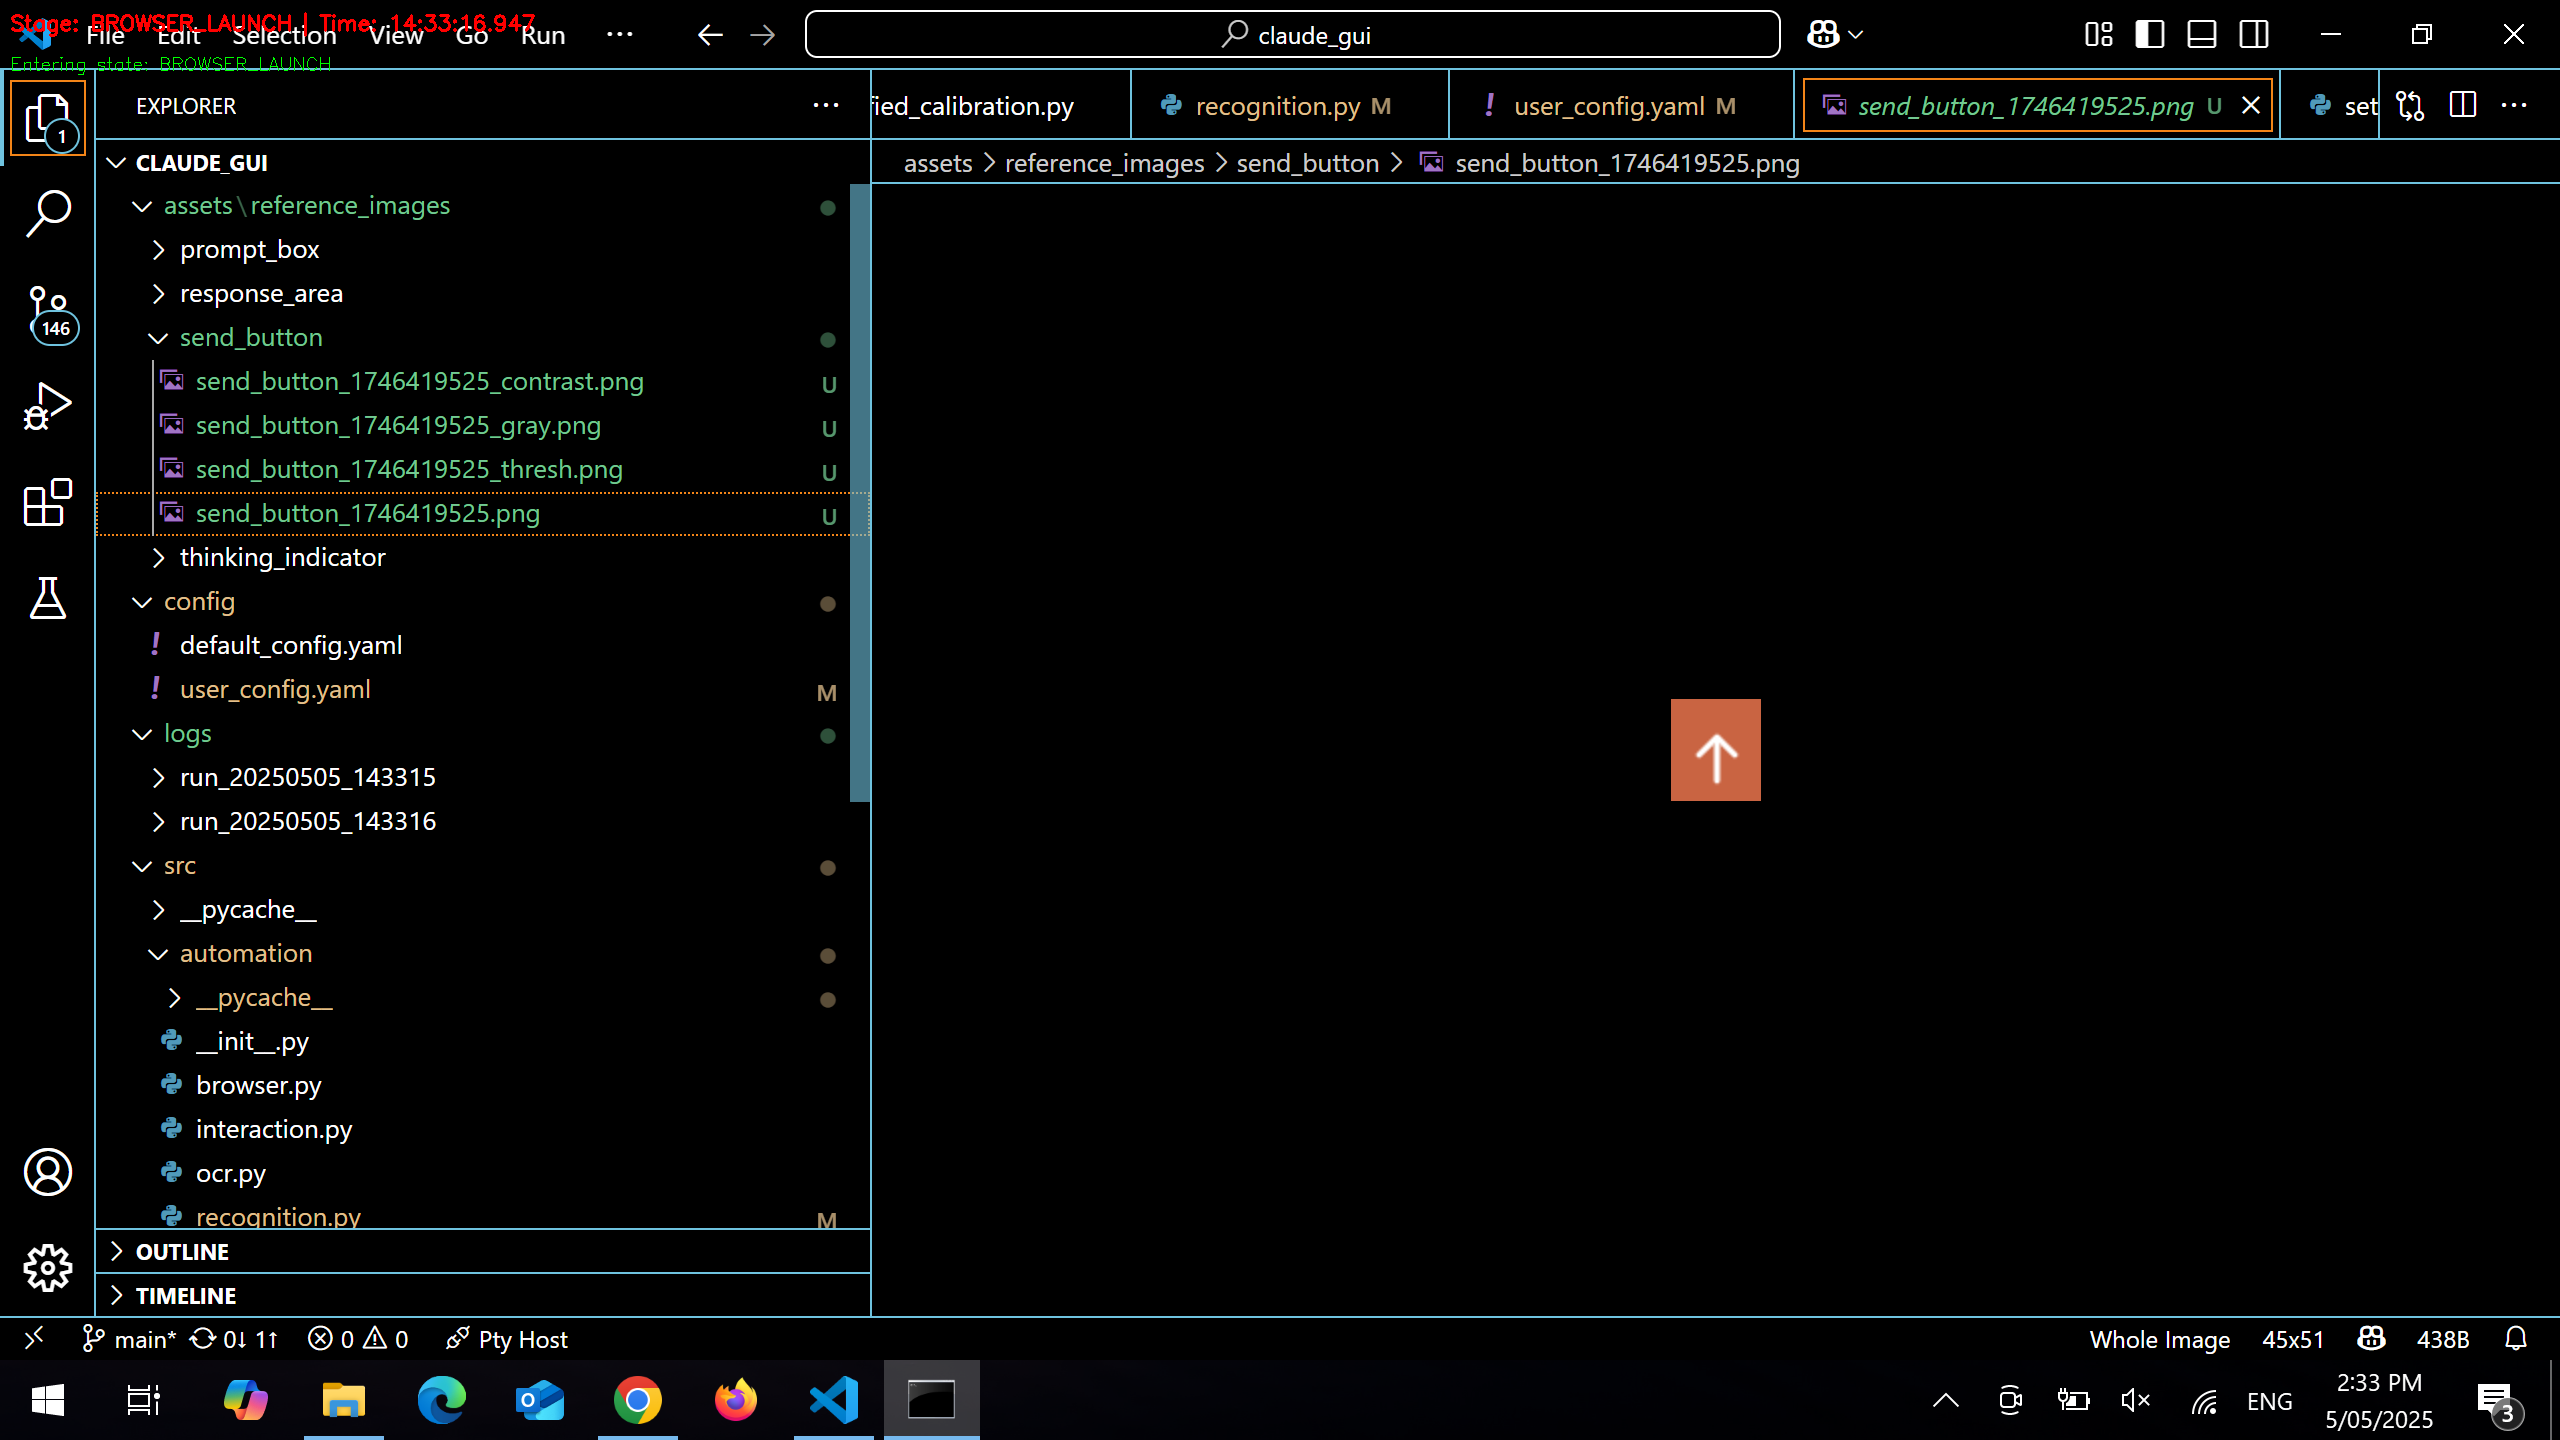 Stage: BROWSER_LAUNCH | Time: 14:33:16.947
File Edit Selection View Go Run ...
claude_gui
Entering state: BROWSER_LAUNCH
1
146
EXPLORER
CLAUDE_GUI
assets\reference_images
prompt_box
response_area
send_button
send_button_1746419525_contrast.png U
send_button_1746419525_gray.png U
send_button_1746419525_thresh.png U
send_button_1746419525.png U
thinking_indicator
config
! default_config.yaml
! user_config.yaml M
logs
run_20250505_143315
run_20250505_143316
src
__pycache__
automation
__pycache__
__init__.py
browser.py
interaction.py
ocr.py
recognition.py M
OUTLINE
TIMELINE
fied_calibration.py
recognition.py M
! user_config.yaml M
send_button_1746419525.png U
set
assets > reference_images > send_button > send_button_1746419525.png
main* 0↓ 1↑ 0 0 Pty Host
Whole Image 45x51 438B
ENG
2:33 PM
5/05/2025
3